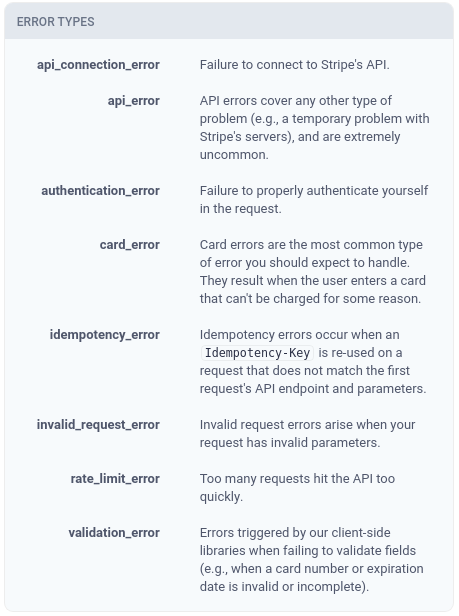 ERROR TYPES
api_connection_error Failure to connect to Stripe's API.
api_error API errors cover any other type of
problem (e.g., a temporary problem with
Stripe's servers), and are extremely
uncommon.
authentication_error Failure to properly authenticate yourself
in the request.
card_error Card errors are the most common type
of error you should expect to handle.
They result when the user enters a card
that can't be charged for some reason.
idempotency_error Idempotency errors occur when an
Idempotency-Key is re-used on a
request that does not match the first
request's API endpoint and parameters.
invalid_request_error Invalid request errors arise when your
request has invalid parameters.
rate_limit_error Too many requests hit the API too
quickly.
validation_error Errors triggered by our client-side
libraries when failing to validate fields
(e.g., when a card number or expiration
date is invalid or incomplete).